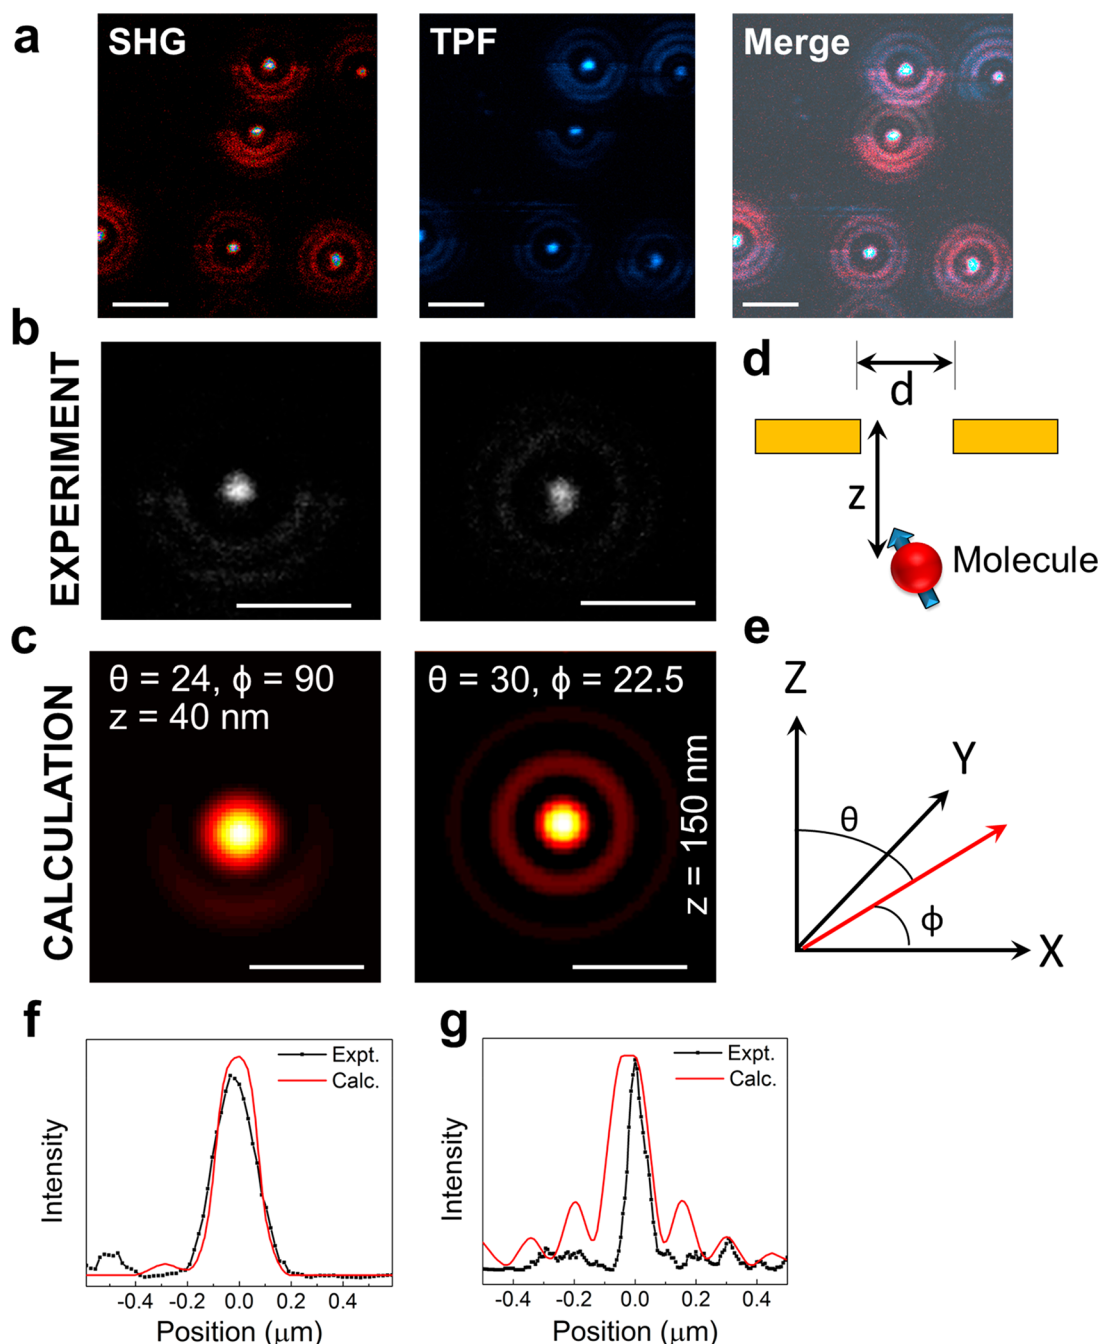 a
SHG
TPF
Merge
b
EXPERIMENT
d
d
z
Molecule
c
CALCULATION
θ = 24, ϕ = 90
z = 40 nm
θ = 30, ϕ = 22.5
z = 150 nm
e
Z
Y
θ
ϕ
X
f
Expt.
Calc.
Intensity
-0.4 -0.2 0.0 0.2 0.4
Position (μm)
g
Expt.
Calc.
Intensity
-0.4 -0.2 0.0 0.2 0.4
Position (μm)